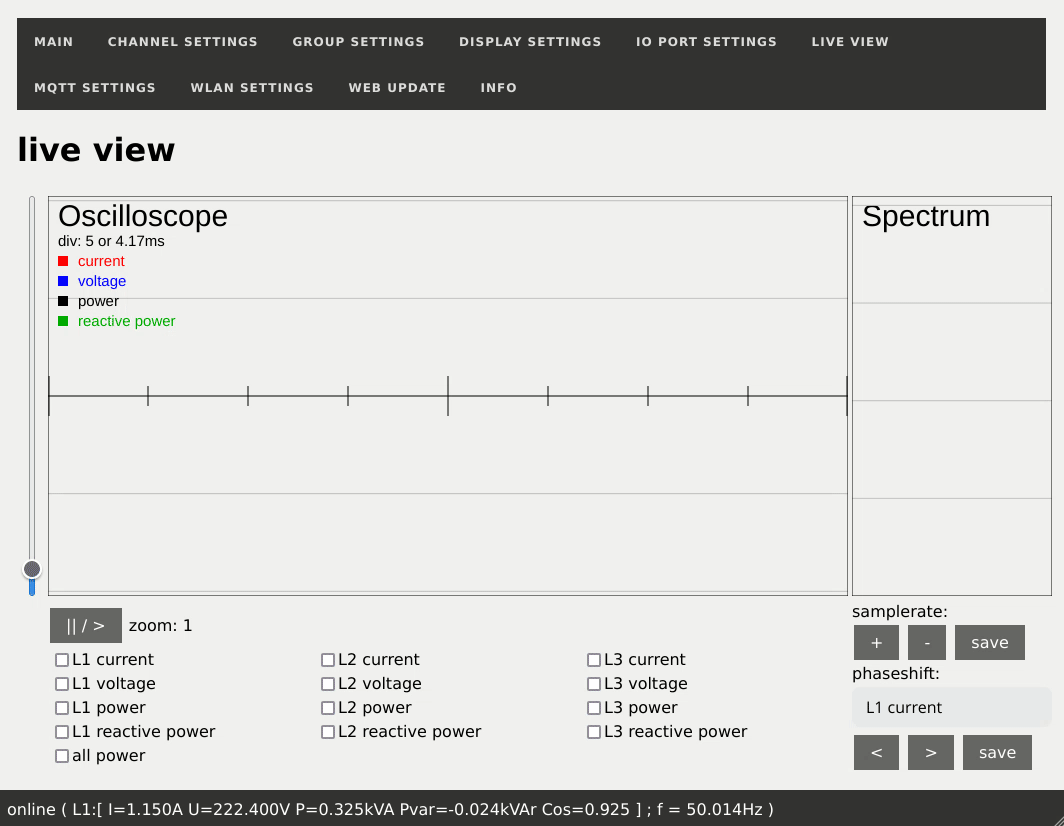 MAIN CHANNEL SETTINGS GROUP SETTINGS DISPLAY SETTINGS IO PORT SETTINGS LIVE VIEW
MQTT SETTINGS WLAN SETTINGS WEB UPDATE INFO
live view
Oscilloscope
div: 5 or 4.17ms
current
voltage
power
reactive power
Spectrum
|| / > zoom: 1
L1 current L2 current L3 current
L1 voltage L2 voltage L3 voltage
L1 power L2 power L3 power
L1 reactive power L2 reactive power L3 reactive power
all power
samplerate:
+ - save
phaseshift:
L1 current
< > save
online ( L1:[ I=1.150A U=222.400V P=0.325kVA Pvar=-0.024kVAr Cos=0.925 ] ; f = 50.014Hz )